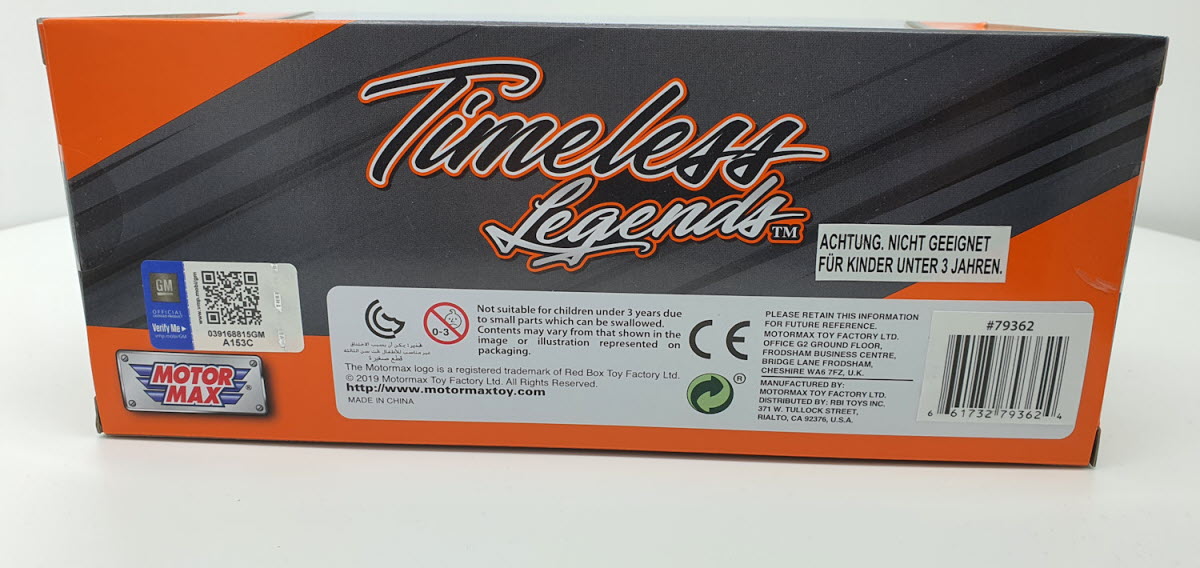 Timeless
Legends™
ACHTUNG. NICHT GEEIGNET
FÜR KINDER UNTER 3 JAHREN.
GM
OFFICIAL
Verify Me ▸
039168815GM
A153C
MOTOR
MAX
®
0-3
Not suitable for children under 3 years due
to small parts which can be swallowed.
Contents may vary from that shown in the
image or illustration represented on
packaging.
The Motormax logo is a registered trademark of Red Box Toy Factory Ltd.
© 2019 Motormax Toy Factory Ltd. All Rights Reserved.
http://www.motormaxtoy.com
MADE IN CHINA
CE
®
PLEASE RETAIN THIS INFORMATION
FOR FUTURE REFERENCE.
MOTORMAX TOY FACTORY LTD.
OFFICE G2 GROUND FLOOR,
FRODSHAM BUSINESS CENTRE,
BRIDGE LANE FRODSHAM,
CHESHIRE WA6 7FZ, U.K.
MANUFACTURED BY:
MOTORMAX TOY FACTORY LTD.
DISTRIBUTED BY: RBI TOYS INC.
371 W. TULLOCK STREET,
RIALTO, CA 92376, U.S.A.
#79362
6 61732 79362 4